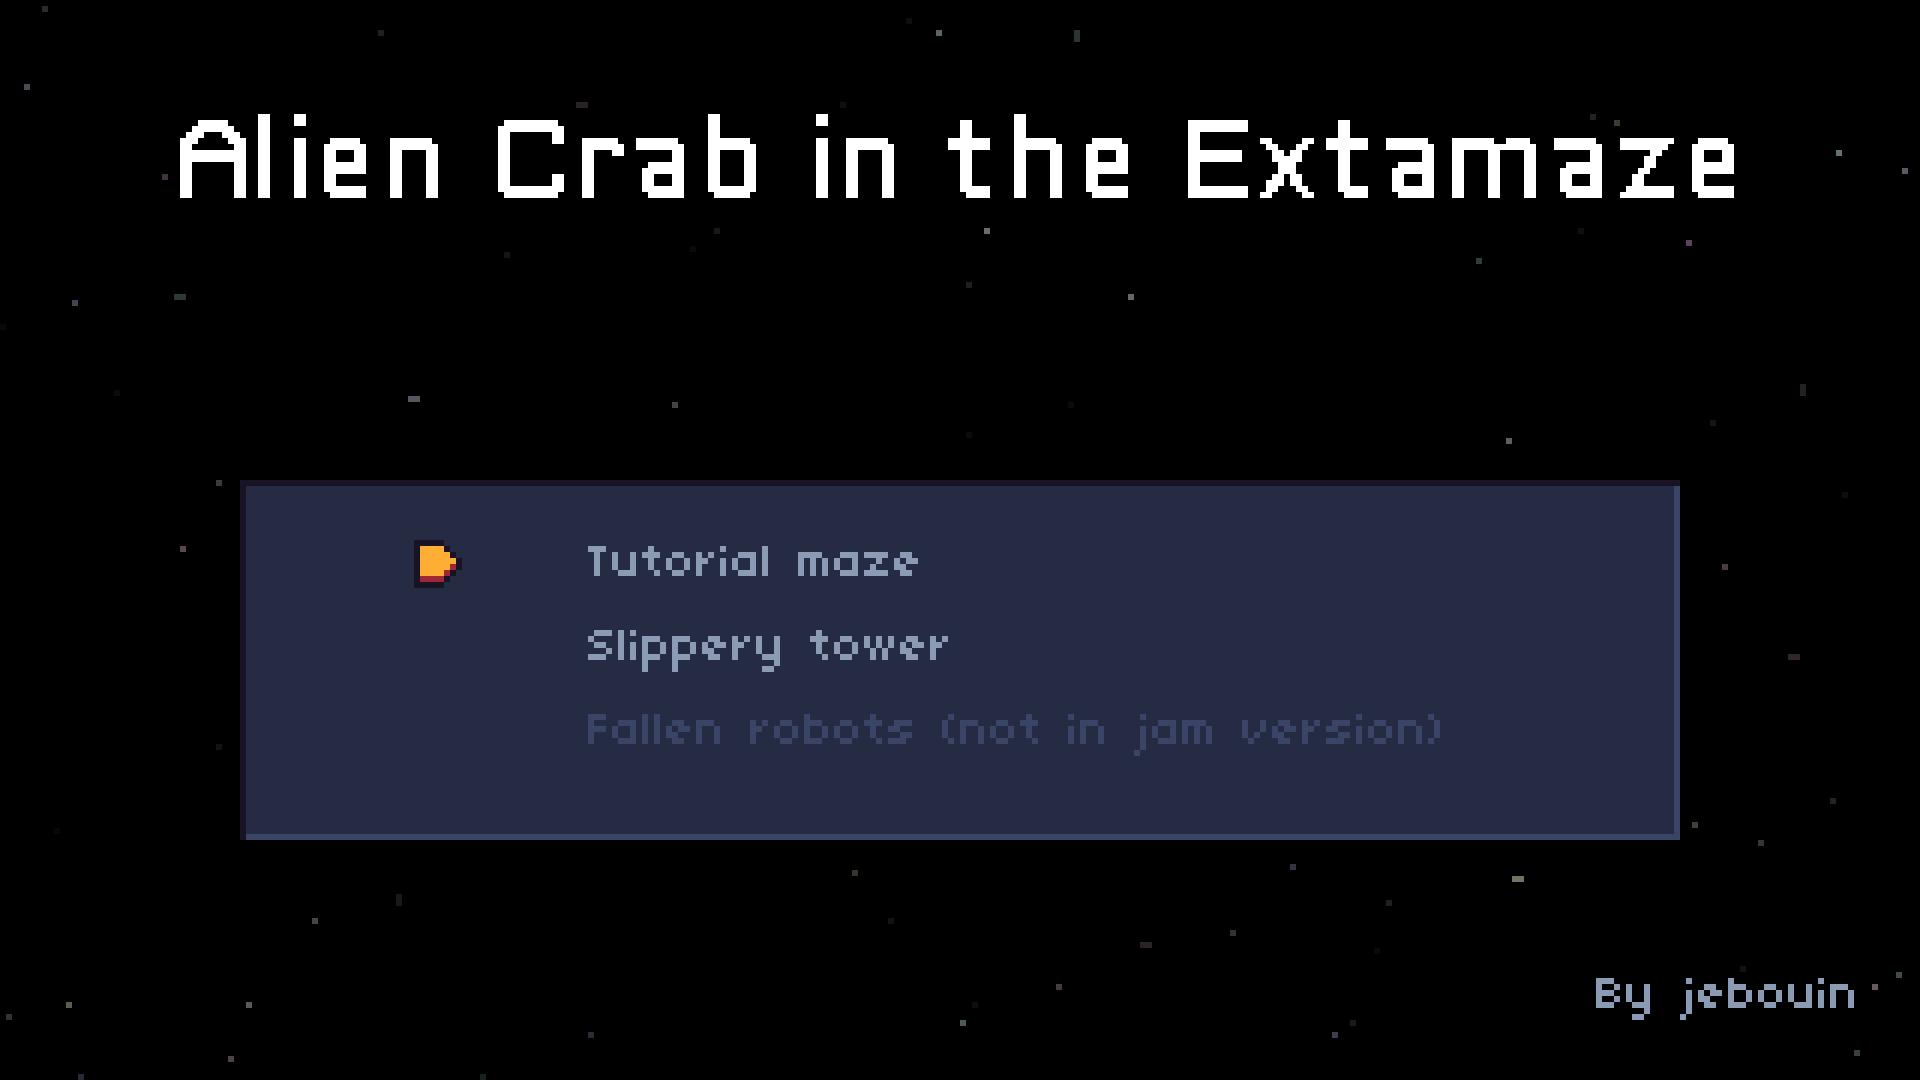 Alien Crab in the Extamaze
Tutorial maze
Slippery tower
Fallen robots (not in jam version)
By jebouin